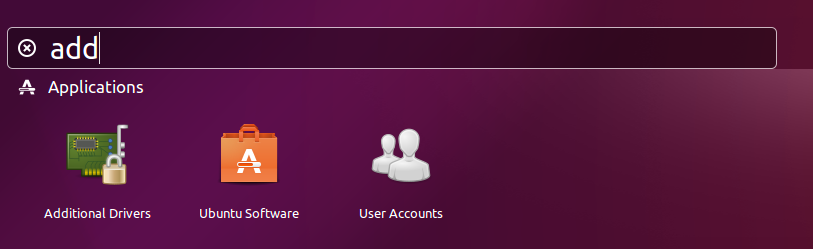 add
Applications
Additional Drivers
Ubuntu Software
User Accounts